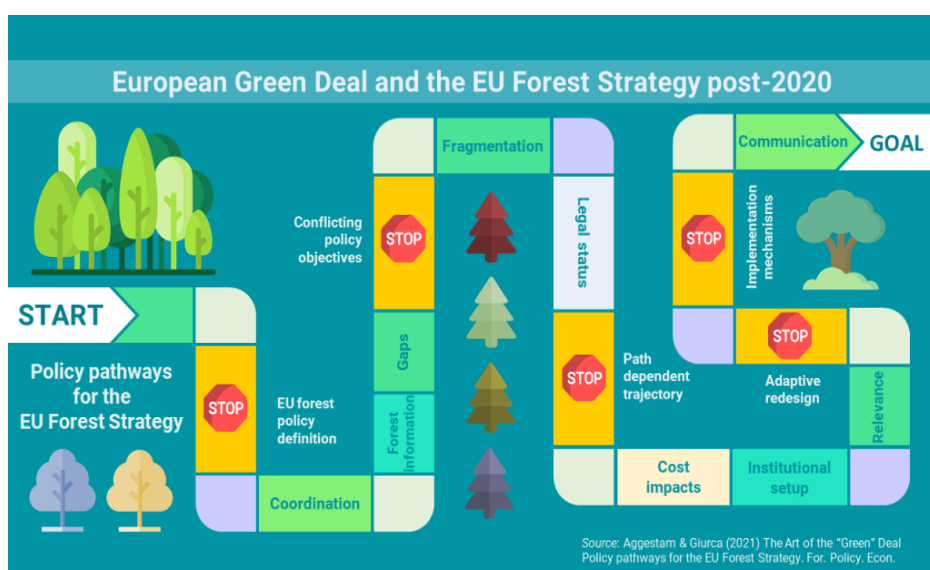 European Green Deal and the EU Forest Strategy post-2020
START
Policy pathways
for the
EU Forest Strategy
STOP
EU forest
policy
definition
Coordination
Forest
information
Gaps
STOP
Conflicting
policy
objectives
Fragmentation
Legal status
STOP
Path
dependent
trajectory
Cost
impacts
Institutional
setup
Relevance
STOP
Adaptive
redesign
STOP
Implementation
mechanisms
Communication
GOAL
Source: Aggestam & Giurca (2021) The Art of the “Green” Deal
Policy pathways for the EU Forest Strategy. For. Policy. Econ.